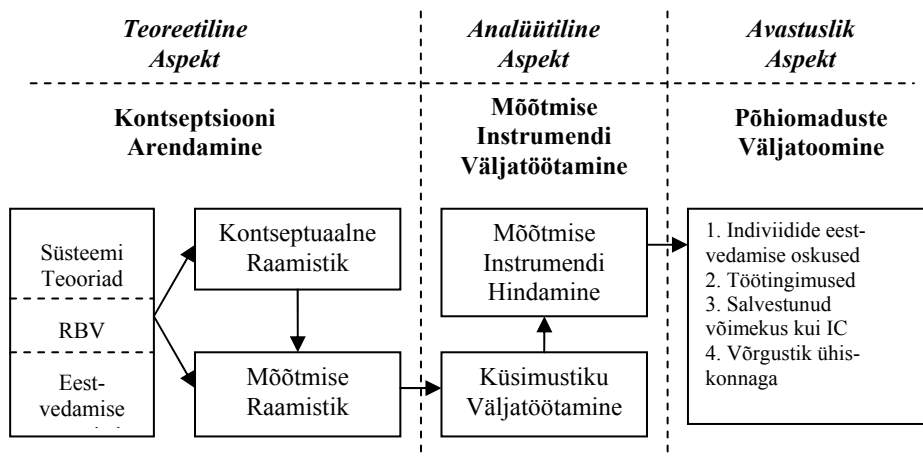 Teoreetiline
Aspekt
Analüütiline
Aspekt
Avastuslik
Aspekt
Kontseptsiooni
Arendamine
Mõõtmise
Instrumendi
Väljatöötamine
Põhiomaduste
Väljatoomine
Süsteemi
Teooriad
RBV
Eest-
vedamise
Kontseptuaalne
Raamistik
Mõõtmise
Raamistik
Mõõtmise
Instrumendi
Hindamine
Küsimustiku
Väljatöötamine
1. Indiviidide eest-
vedamise oskused
2. Töötingimused
3. Salvestunud
võimekus kui IC
4. Võrgustik ühis-
konnaga